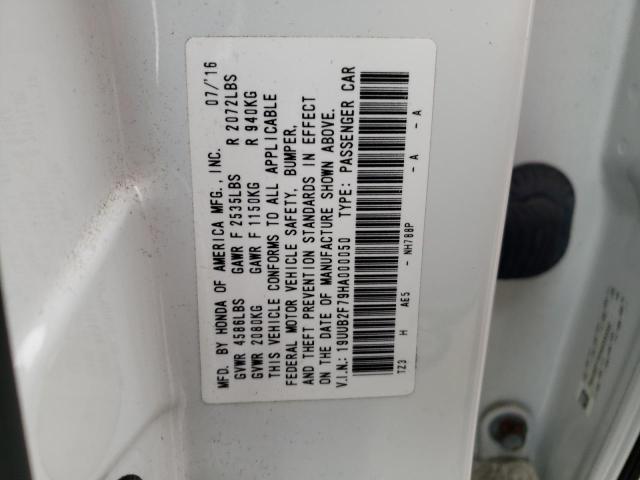 MFD. BY HONDA OF AMERICA MFG., INC. 07/'16
GVWR 4586LBS GAWR F 2535LBS R 2072LBS
GVWR 2080KG GAWR F 1150KG R 940KG
THIS VEHICLE CONFORMS TO ALL APPLICABLE
FEDERAL MOTOR VEHICLE SAFETY, BUMPER,
AND THEFT PREVENTION STANDARDS IN EFFECT
ON THE DATE OF MANUFACTURE SHOWN ABOVE.
V.I.N.: 19UUB2F79HA000050 TYPE: PASSENGER CAR
TZ3 H AE5 - NH788P - A - A